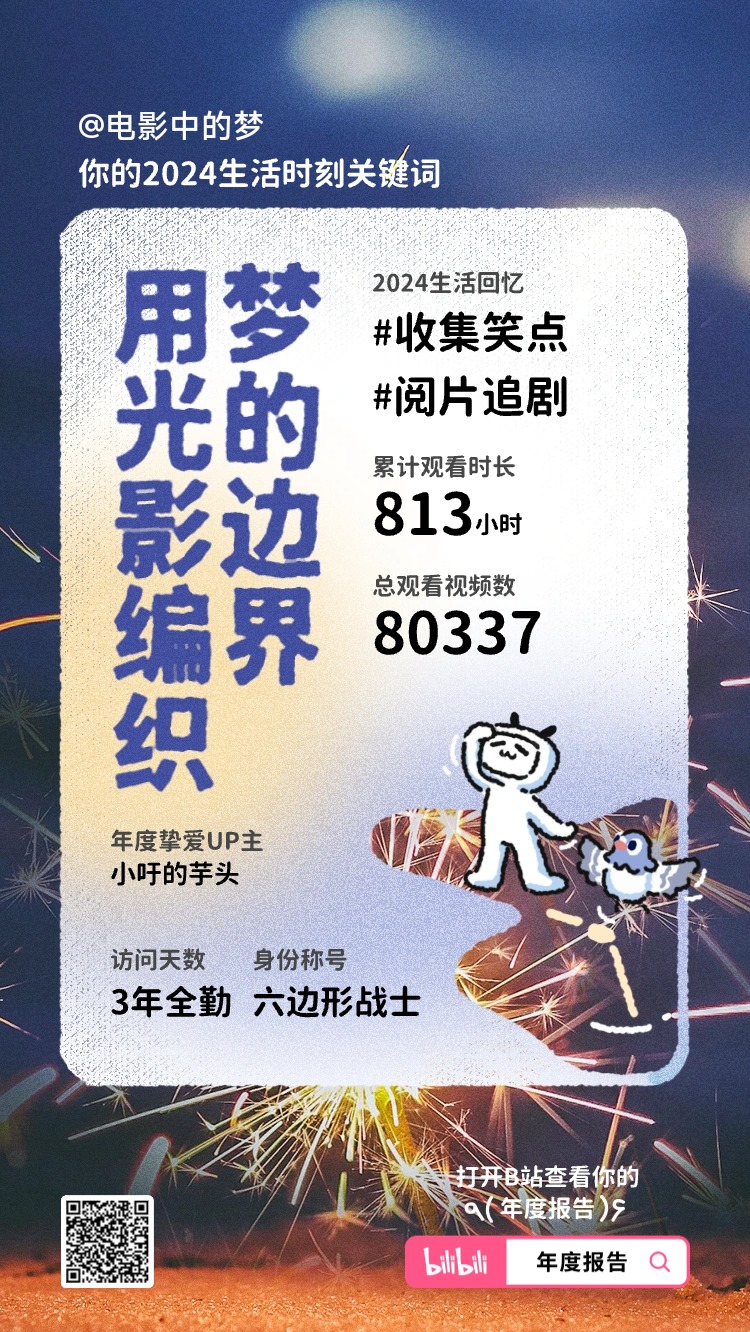 @电影中的梦
你的2024生活时刻关键词
梦的边界
用光影编织
2024生活回忆
#收集笑点
#阅片追剧
累计观看时长
813小时
总观看视频数
80337
年度挚爱UP主
小吁的芋头
访问天数
3年全勤
身份称号
六边形战士
打开B站查看你的
٩(年度报告)۶
bilibili 年度报告